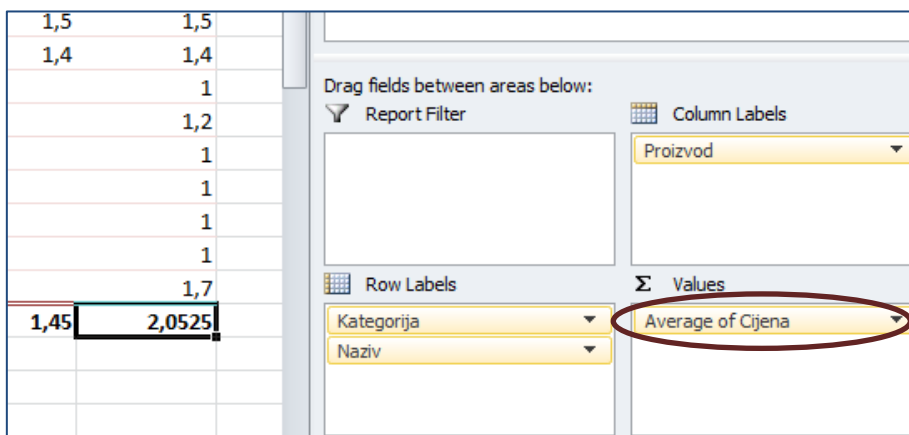 1,5 1,5
1,4 1,4
1
1,2
1
1
1
1
1,7
1,45 2,0525
Drag fields between areas below:
Report Filter
Column Labels
Proizvod
Row Labels
Kategorija
Naziv
Σ Values
Average of Cijena